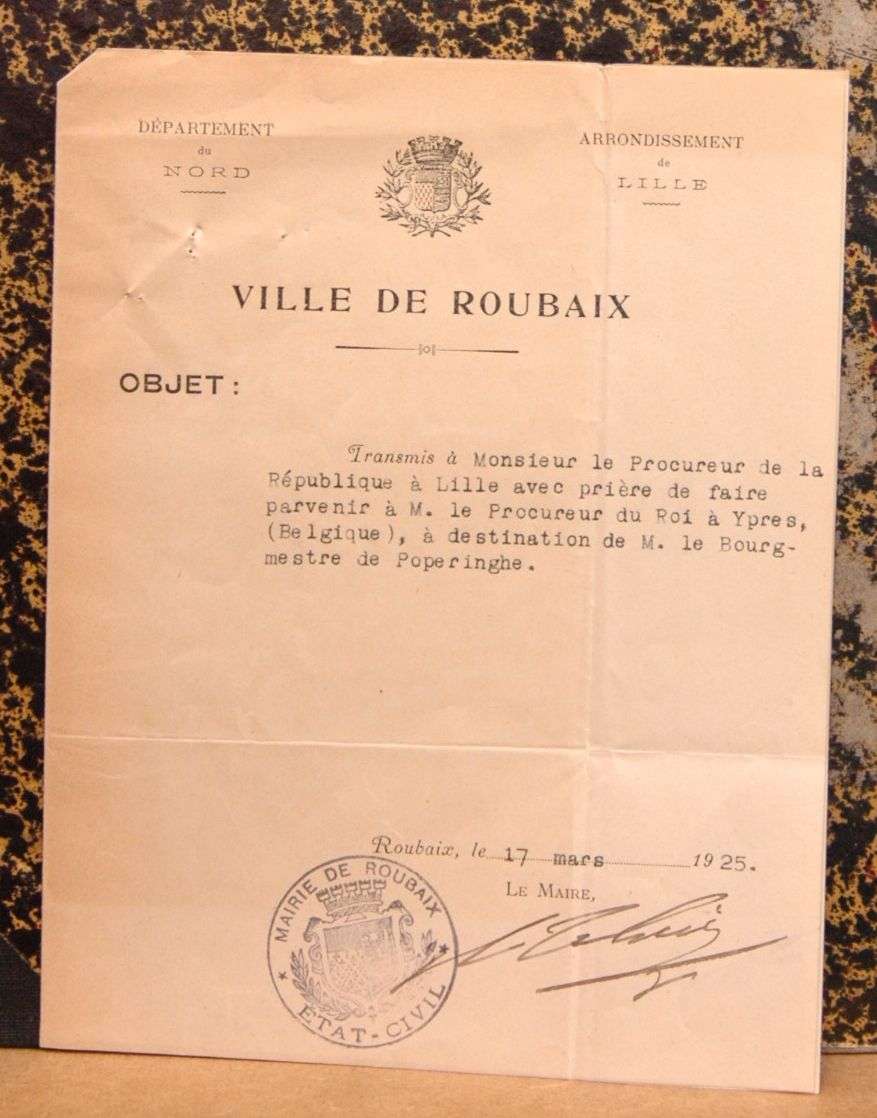 DÉPARTEMENT
du
NORD
ARRONDISSEMENT
de
LILLE
VILLE DE ROUBAIX
OBJET :
Transmis à Monsieur le Procureur de la
République à Lille avec prière de faire
parvenir à M. le Procureur du Roi à Ypres,
(Belgique), à destination de M. le Bourg-
mestre de Poperinghe.
Roubaix, le 17 mars 1925.
LE MAIRE,
MAIRIE DE ROUBAIX
ÉTAT-CIVIL